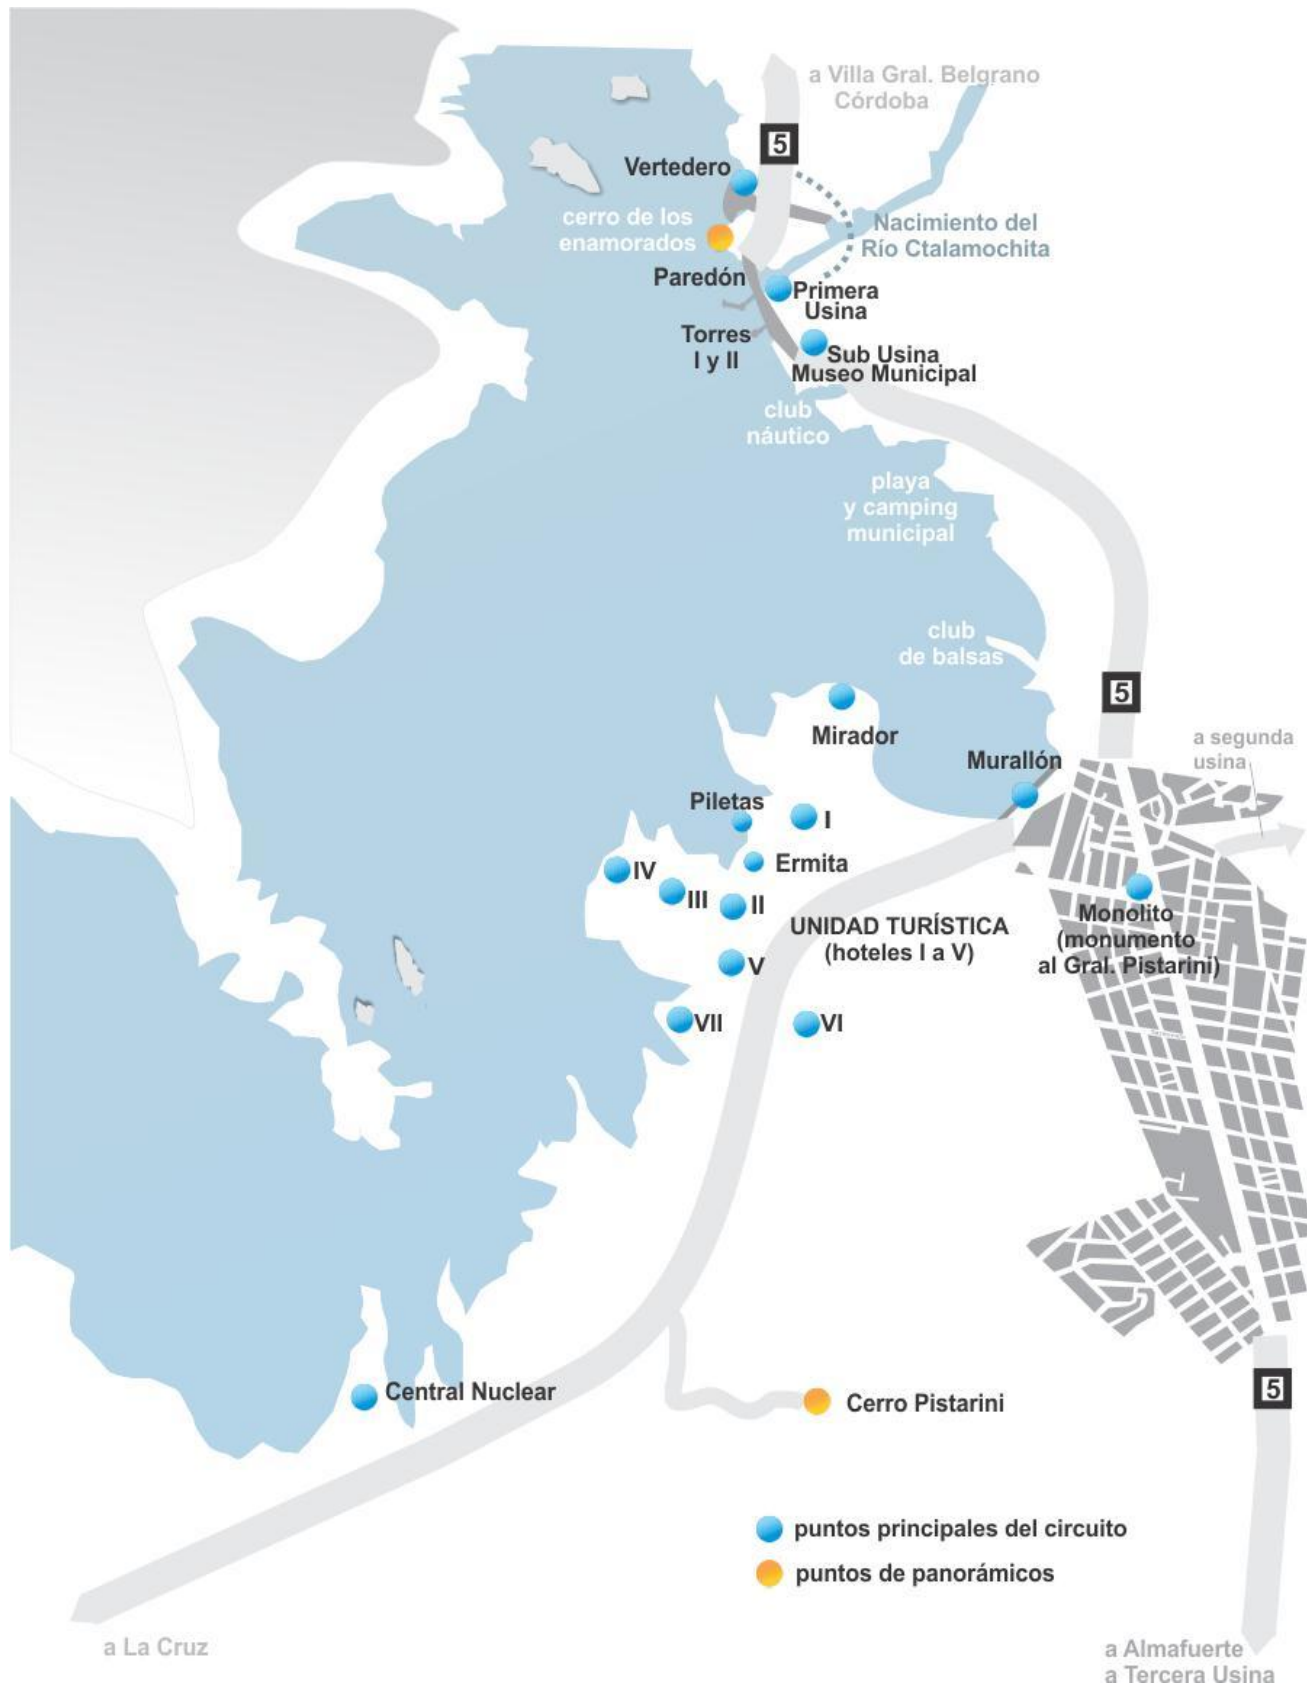 a Villa Gral. Belgrano
Córdoba
5
Vertedero
cerro de los
enamorados
Nacimiento del
Río Ctalamochita
Paredón
Primera
Usina
Torres
I y II
Sub Usina
Museo Municipal
club
náutico
playa
y camping
municipal
club
de balsas
5
Mirador
a segunda
usina
Murallón
Piletas
I
IV
Ermita
III
II
Monolito
(monumento
al Gral. Pistarini)
UNIDAD TURÍSTICA
(hoteles I a V)
V
VII
VI
Central Nuclear
5
Cerro Pistarini
puntos principales del circuito
puntos de panorámicos
a La Cruz
a Almafuerte
a Tercera Usina